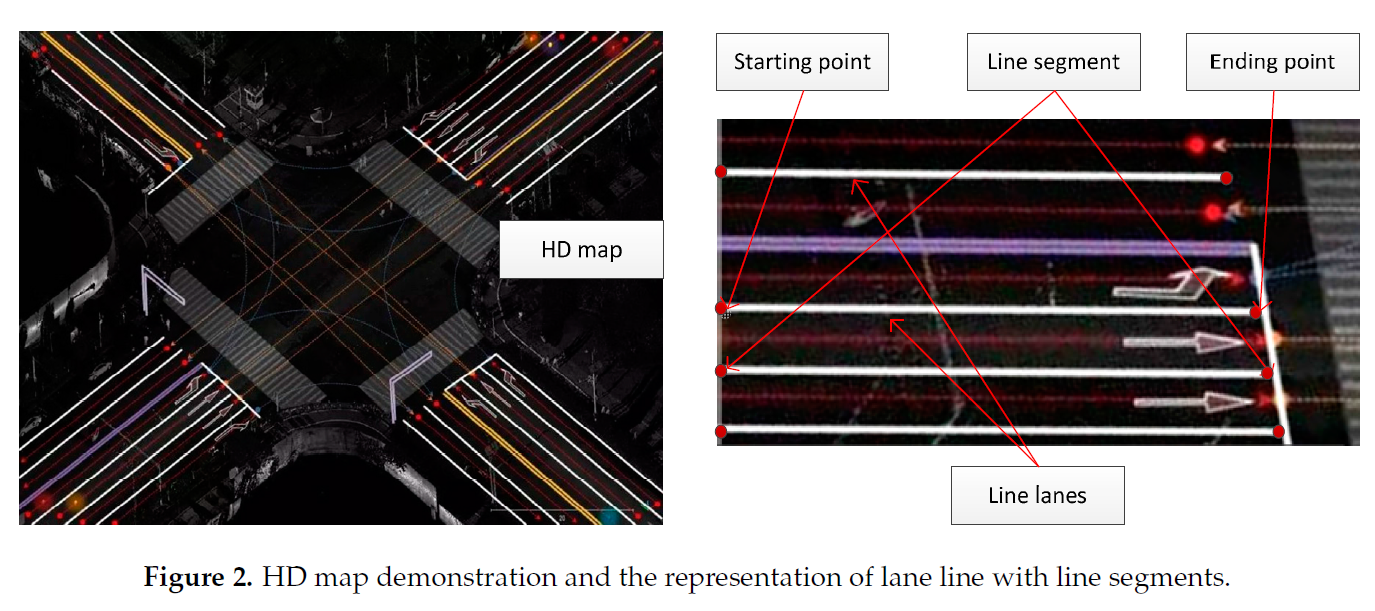 Starting point
Line segment
Ending point
HD map
20
Line lanes
Figure 2. HD map demonstration and the representation of lane line with line segments.